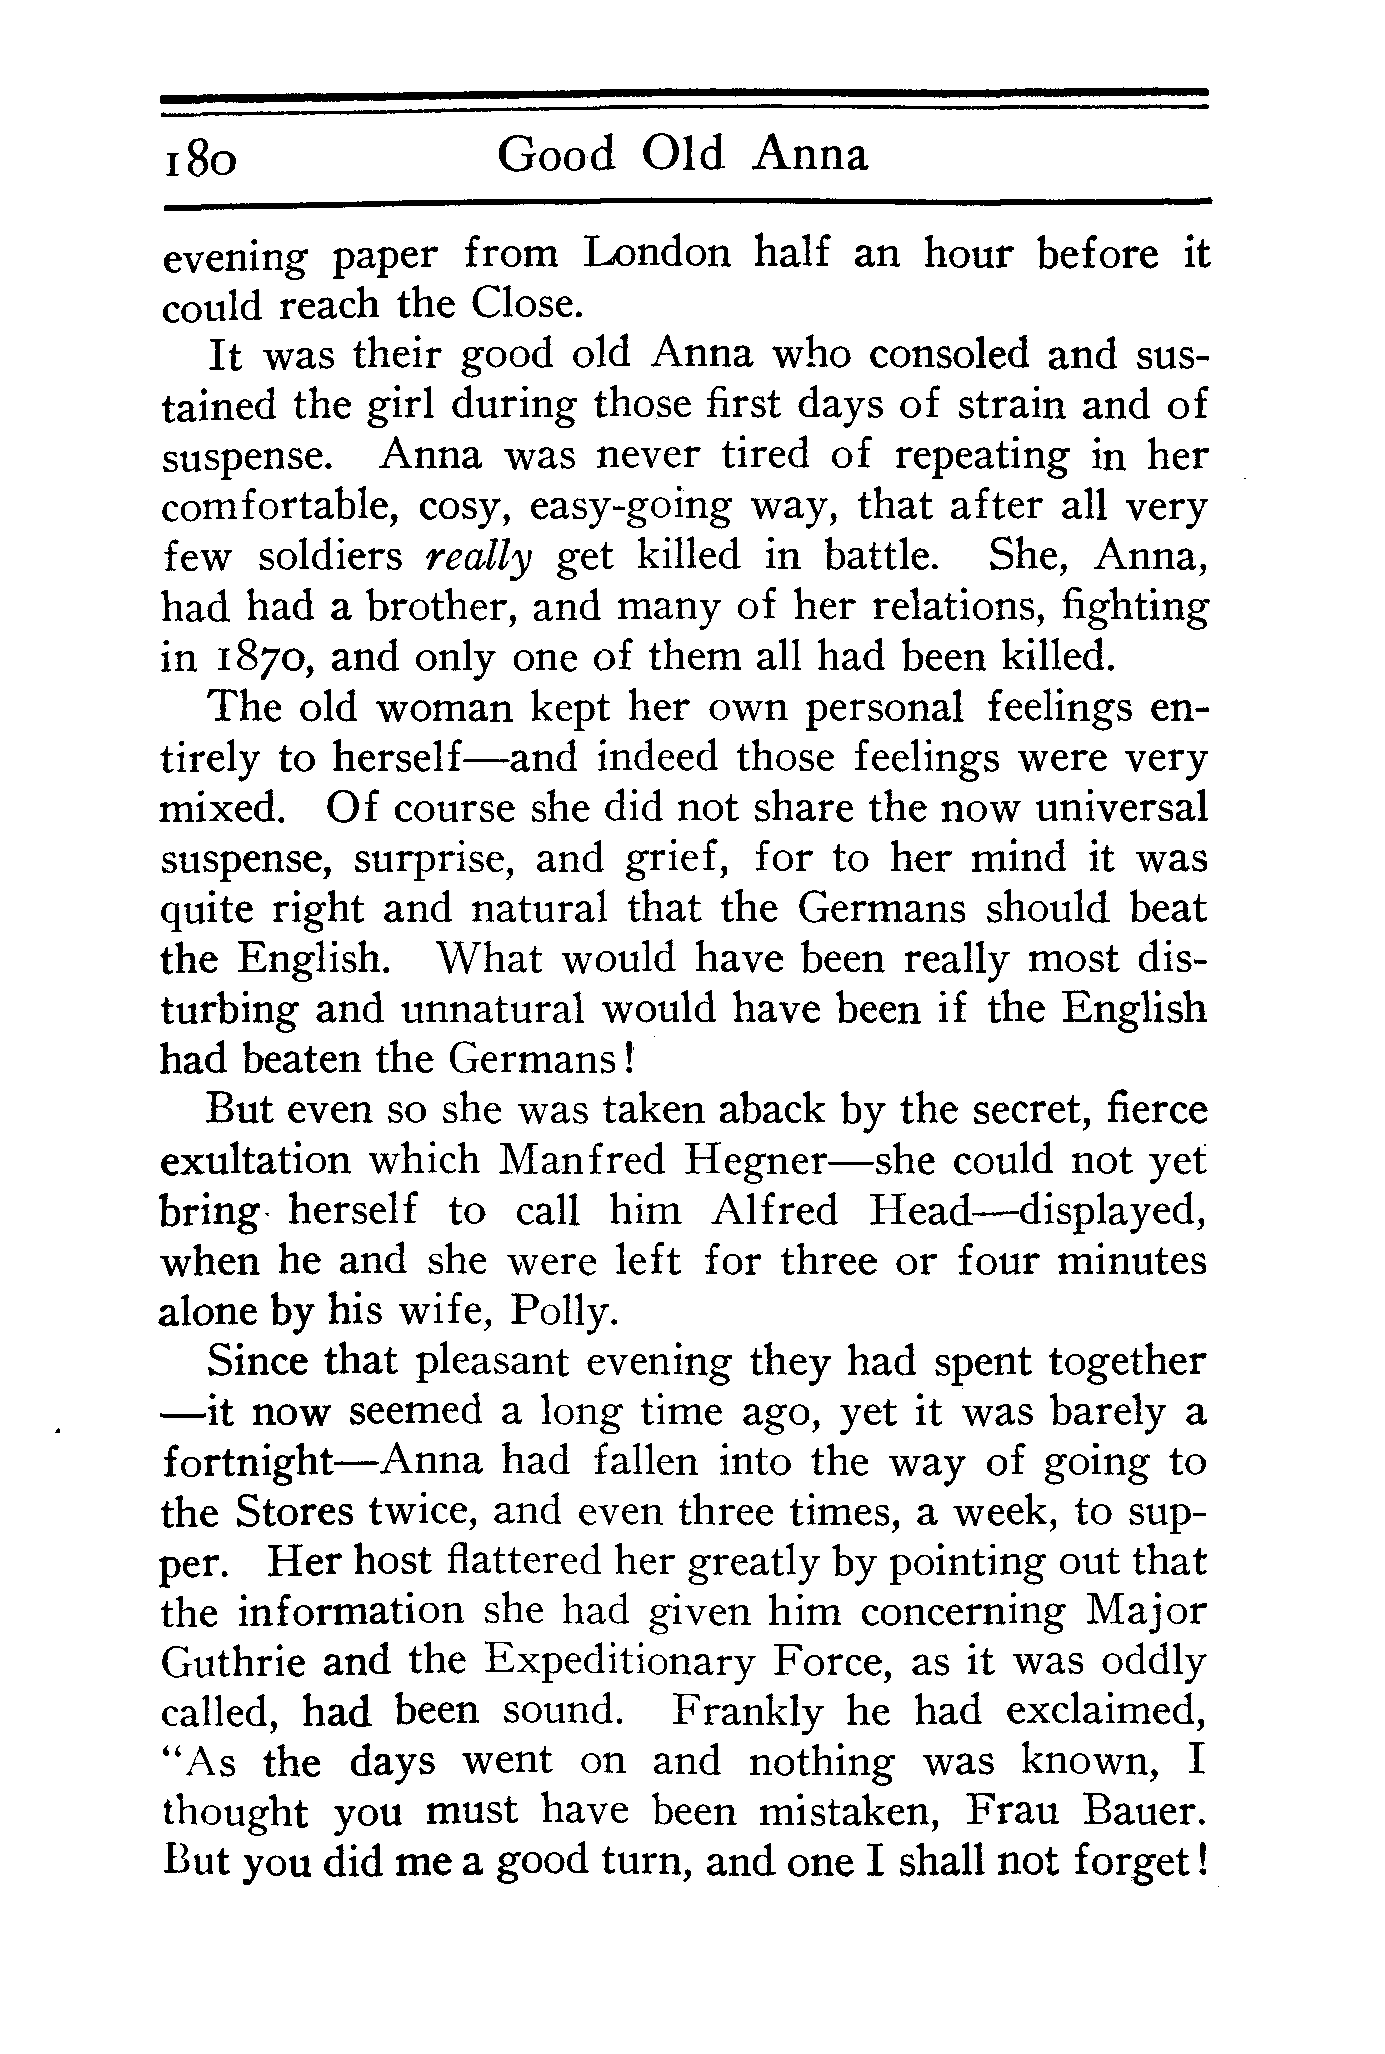 180 Good Old Anna
evening paper from London half an hour before it
could reach the Close.
It was their good old Anna who consoled and sus-
tained the girl during those first days of strain and of
suspense. Anna was never tired of repeating in her
comfortable, cosy, easy-going way, that after all very
few soldiers really get killed in battle. She, Anna,
had had a brother, and many of her relations, fighting
in 1870, and only one of them all had been killed.
The old woman kept her own personal feelings en-
tirely to herself—and indeed those feelings were very
mixed. Of course she did not share the now universal
suspense, surprise, and grief, for to her mind it was
quite right and natural that the Germans should beat
the English. What would have been really most dis-
turbing and unnatural would have been if the English
had beaten the Germans!
But even so she was taken aback by the secret, fierce
exultation which Manfred Hegner—she could not yet
bring herself to call him Alfred Head—displayed,
when he and she were left for three or four minutes
alone by his wife, Polly.
Since that pleasant evening they had spent together
—it now seemed a long time ago, yet it was barely a
fortnight—Anna had fallen into the way of going to
the Stores twice, and even three times, a week, to sup-
per. Her host flattered her greatly by pointing out that
the information she had given him concerning Major
Guthrie and the Expeditionary Force, as it was oddly
called, had been sound. Frankly he had exclaimed,
"As the days went on and nothing was known, I
thought you must have been mistaken, Frau Bauer.
But you did me a good turn, and one I shall not forget!